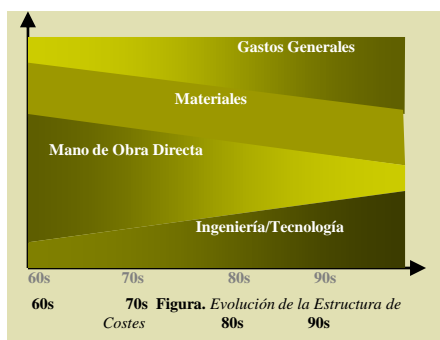 Gastos Generales
Materiales
Mano de Obra Directa
Ingeniería/Tecnología
60s 70s 80s 90s
60s 70s Figura. Evolución de la Estructura de
Costes 80s 90s